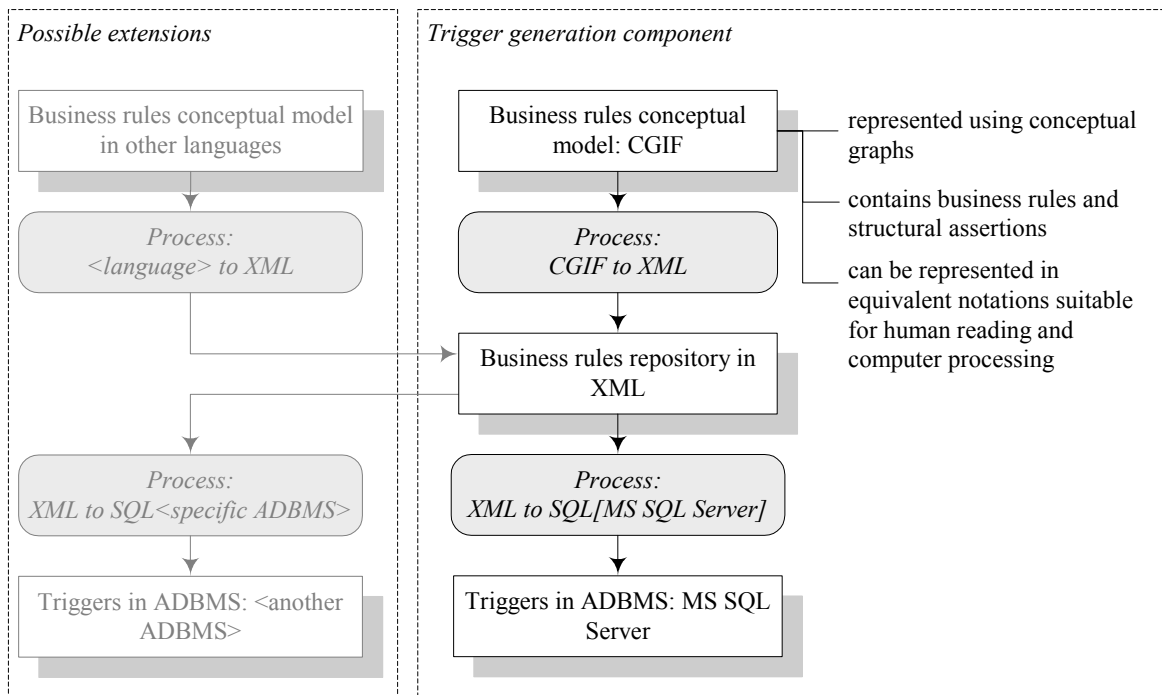 Possible extensions
Business rules conceptual model
in other languages
Process:
<language> to XML
Process:
XML to SQL<specific ADBMS>
Triggers in ADBMS: <another
ADBMS>
Trigger generation component
Business rules conceptual
model: CGIF
represented using conceptual
graphs
contains business rules and
structural assertions
can be represented in
equivalent notations suitable
for human reading and
computer processing
Process:
CGIF to XML
Business rules repository in
XML
Process:
XML to SQL[MS SQL Server]
Triggers in ADBMS: MS SQL
Server